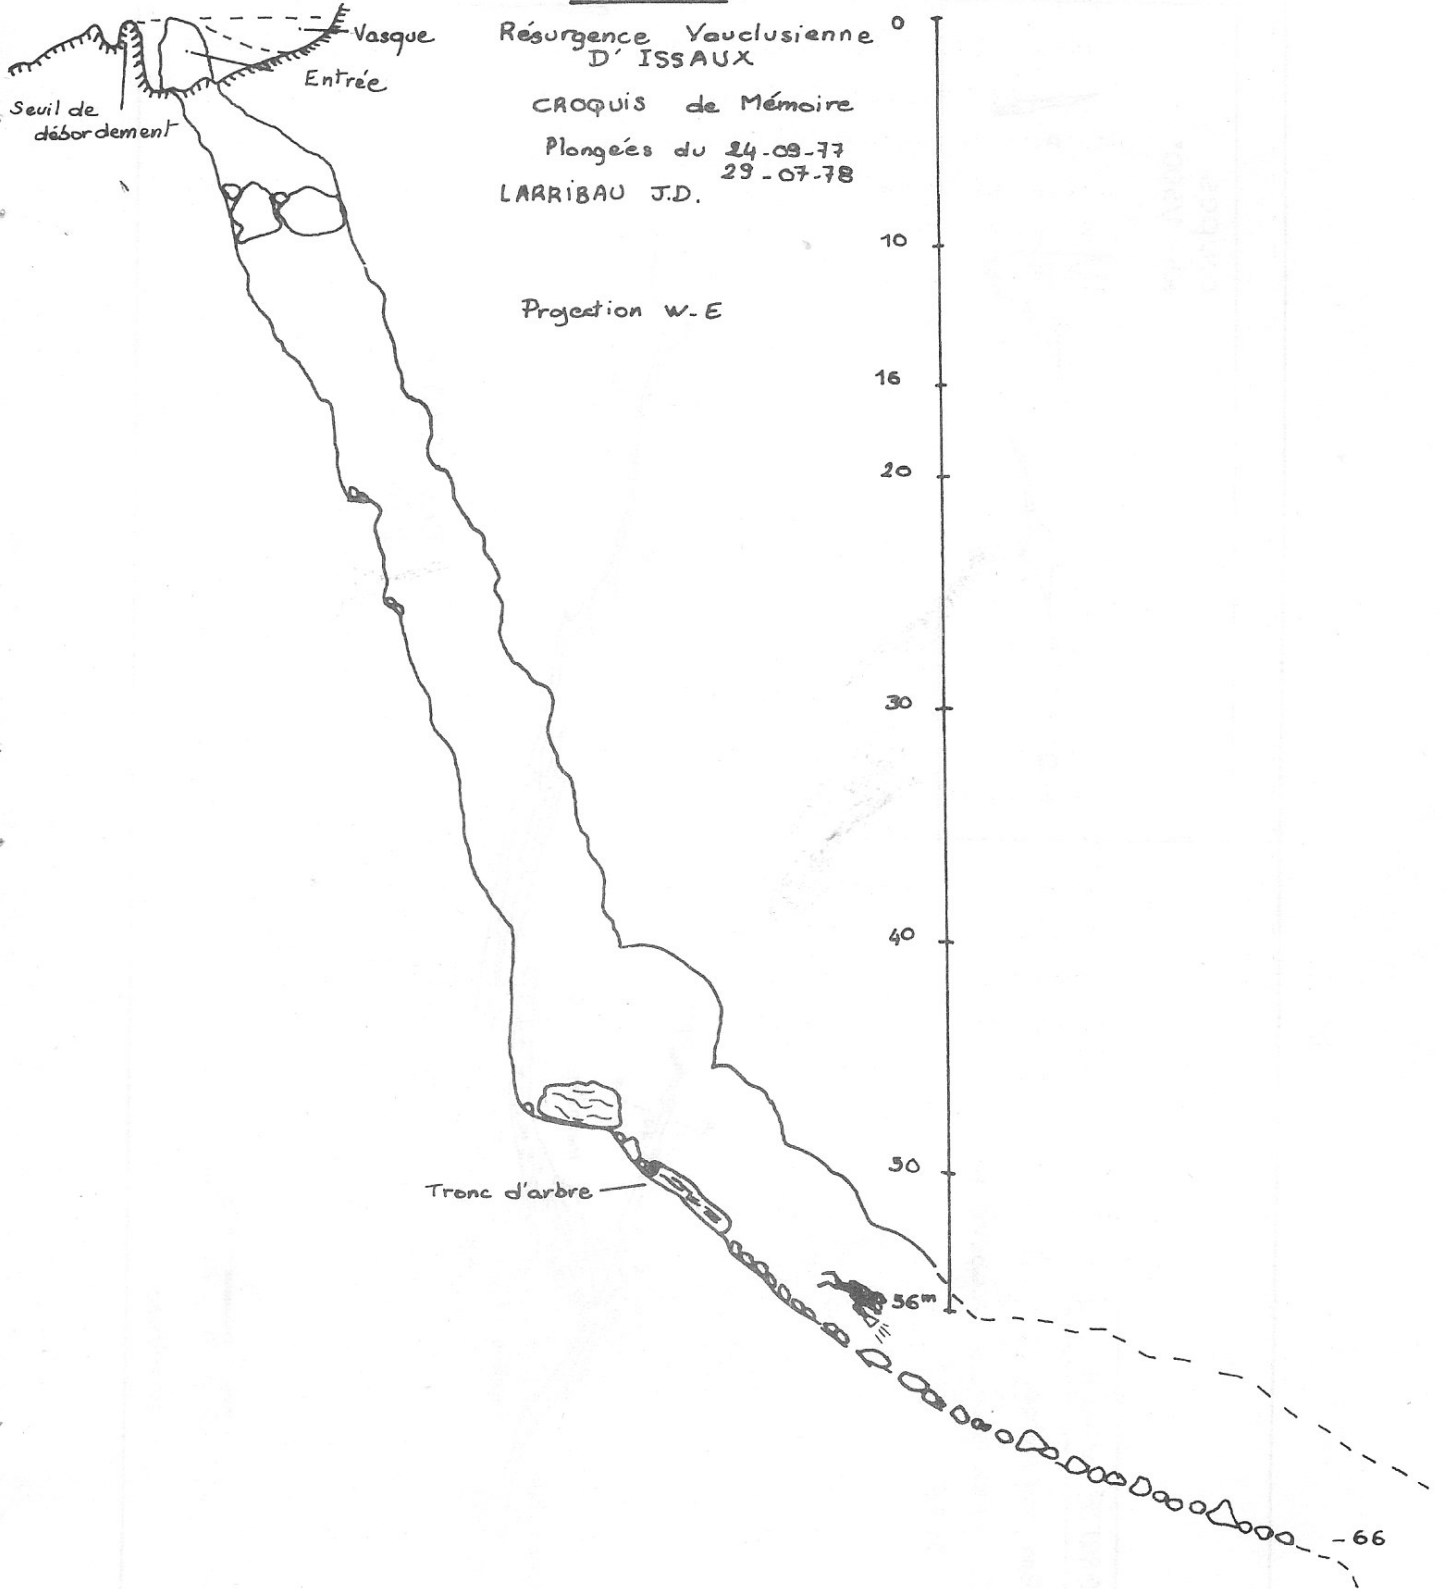 Résurgence Vauclusienne
D' ISSAUX
CROQUIS de Mémoire
Plongées du 24-09-77
29-07-78
LARRIBAU J.D.
Projection W-E
Vasque
Entrée
Seuil de
débordement
0
10
16
20
30
40
50
56m
Tronc d'arbre
-66